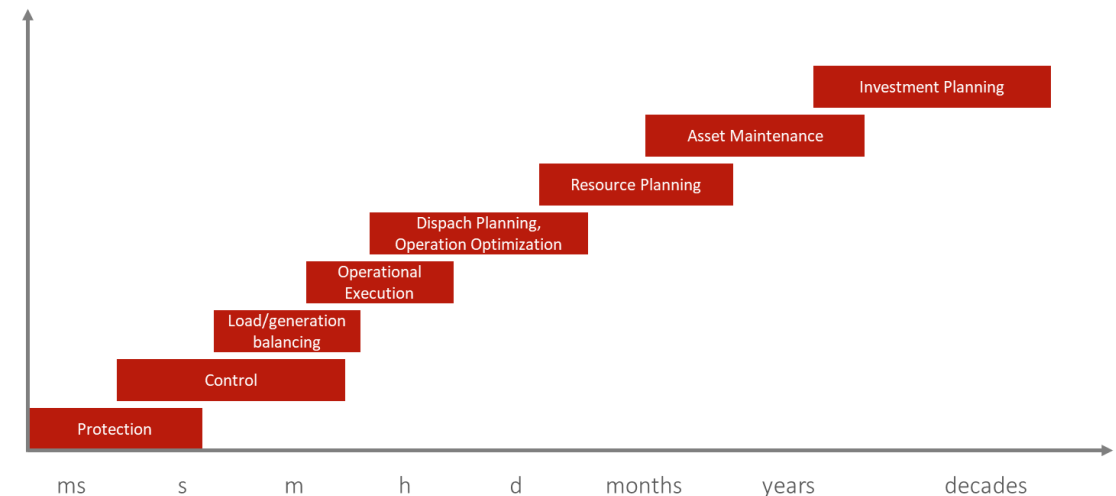 Investment Planning
Asset Maintenance
Resource Planning
Dispach Planning,
Operation Optimization
Operational
Execution
Load/generation
balancing
Control
Protection
ms s m h d months years decades